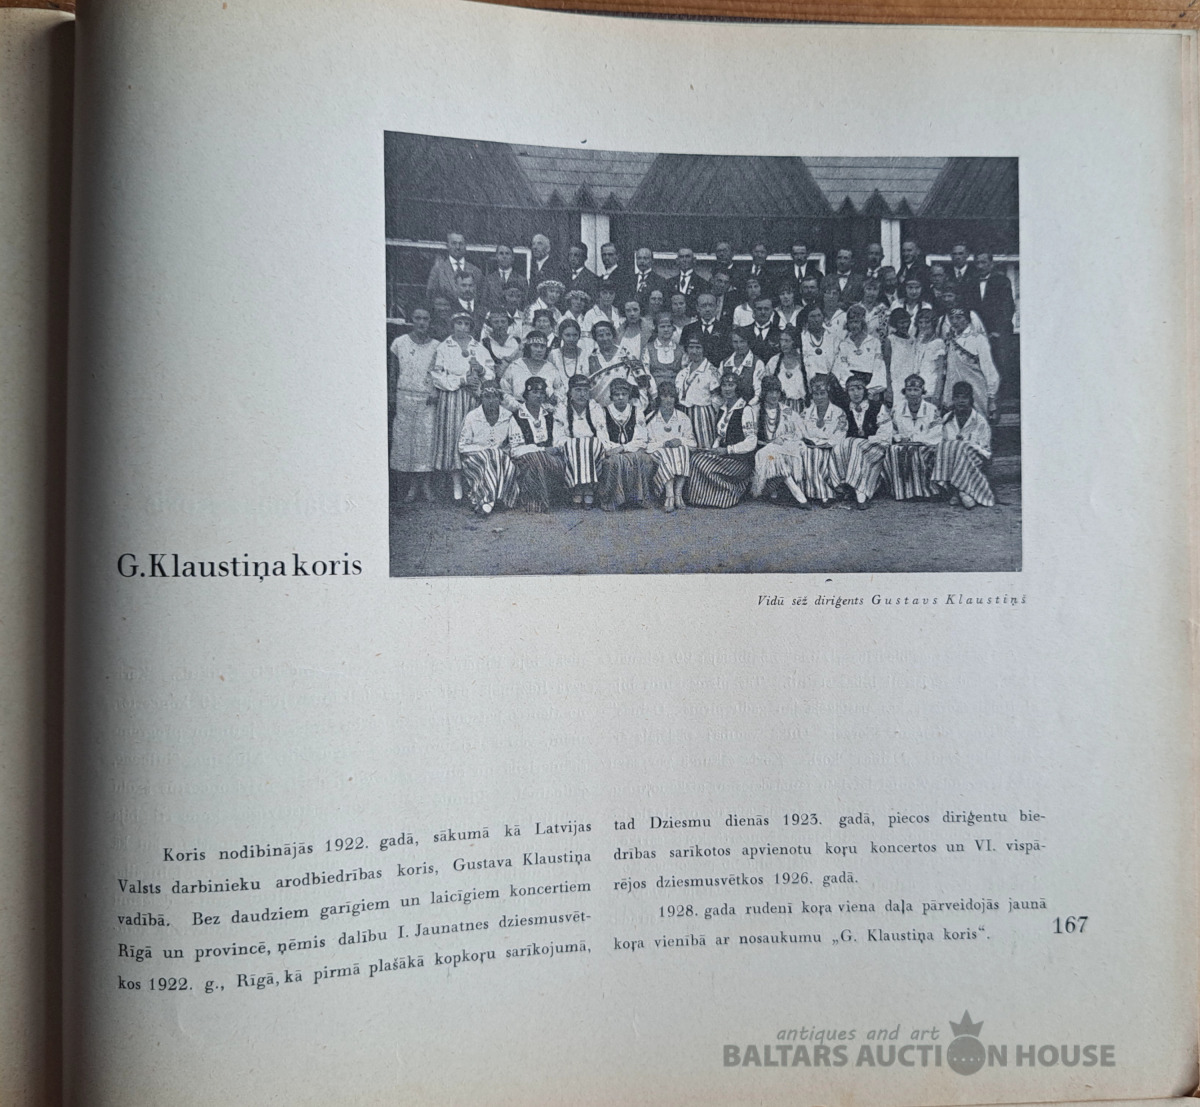 G.Klaustiņa koris
Vidū sēž diriģents Gustavs Klaustiņš
Koris nodibinājās 1922. gadā, sākumā kā Latvijas
Valsts darbinieku arodbiedrības koris, Gustava Klaustiņa
vadībā. Bez daudziem garīgiem un laicīgiem koncertiem
Rīgā un provincē, ņēmis dalību I. Jaunatnes dziesmusvēt-
kos 1922. g., Rīgā, kā pirmā plašākā kopkoŗu sarīkojumā,
tad Dziesmu dienās 1923. gadā, piecos diriģentu bie-
drības sarīkotos apvienotu koŗu koncertos un VI. vispā-
rējos dziesmusvētkos 1926. gadā.
1928. gada rudenī koŗa viena daļa pārveidojās jaunā
koŗa vienībā ar nosaukumu „G. Klaustiņa koris“.
167
antiques and art
BALTARS AUCTION HOUSE